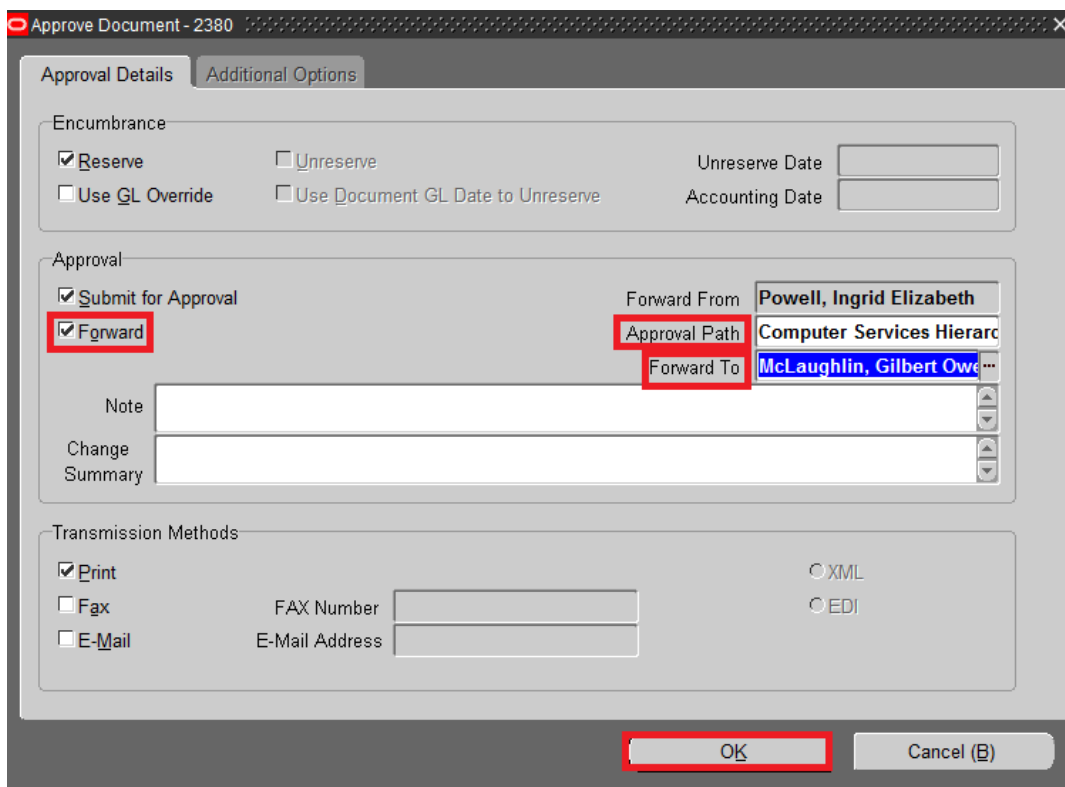 Approve Document - 2380
Approval Details Additional Options
Encumbrance
Reserve Unreserve Unreserve Date
Use GL Override Use Document GL Date to Unreserve Accounting Date
Approval
Submit for Approval Forward From Powell, Ingrid Elizabeth
Forward Approval Path Computer Services Hierarc
Forward To McLaughlin, Gilbert Owe ...
Note
Change
Summary
Transmission Methods
Print XML
Fax FAX Number EDI
E-Mail E-Mail Address
OK Cancel (B)